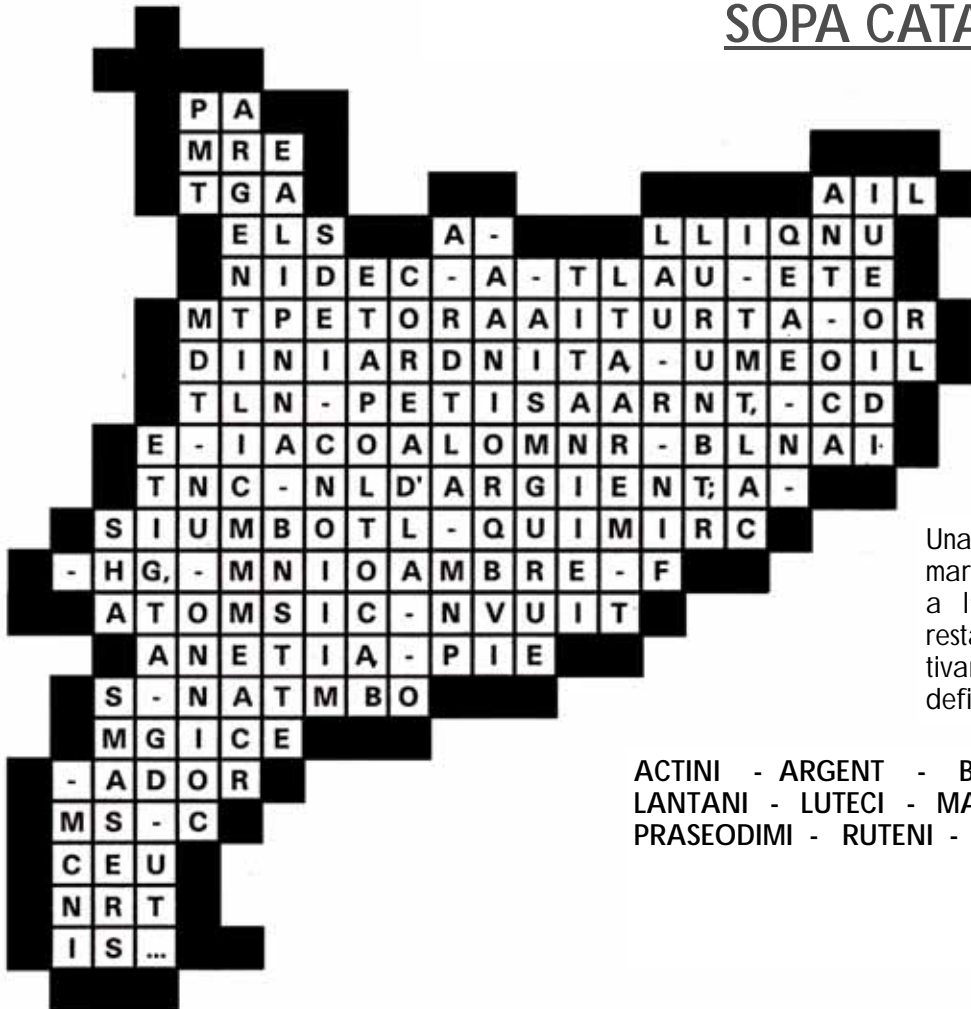 SOPA CATA
P A
M R E
T G A A I L
E L S A - L L I Q N U
N I D E C - A - T L A U - E T E
M T P E T O R A A I T U R T A - O R
D I N I A R D N I T A - U M E O I L
T L N - P E T I S A A R N T, - C D
E - I A C O A L O M N R - B L N A I
T N C - N L D' A R G I E N T; A -
S I U M B O T L - Q U I M I R C
- H G, - M N I O A M B R E - F
A T O M S I C - N V U I T
A N E T I A - P I E
S - N A T M B O
M G I C E
- A D O R
M S - C
C E U
N R T
I S ...
Una
mar
a l
resta
tivar
defi
ACTINI - ARGENT - B
LANTANI - LUTECI - MA
PRASEODIMI - RUTENI -